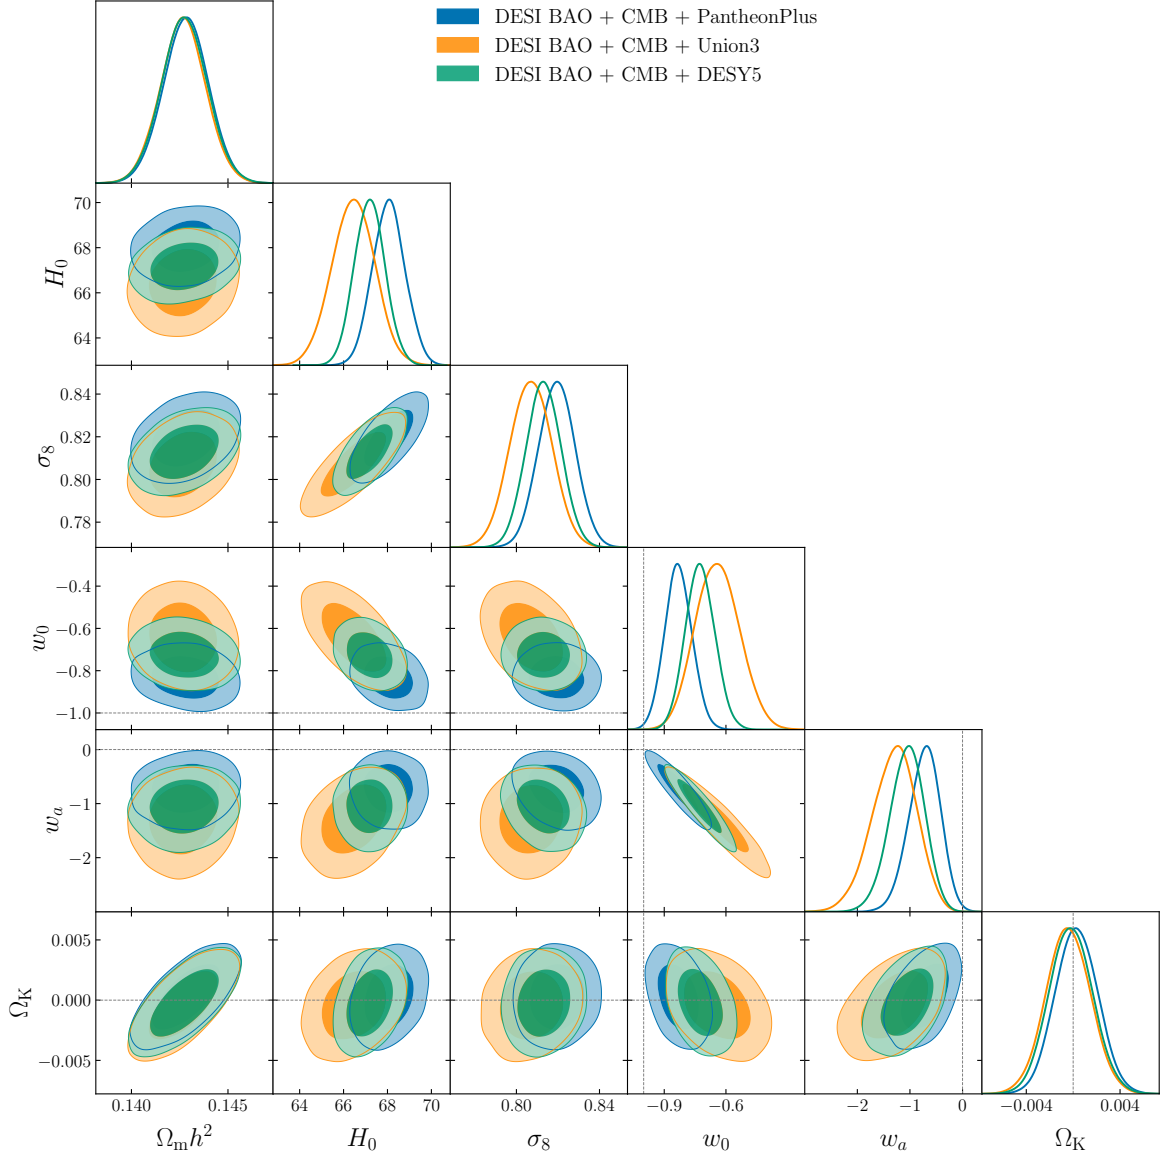 DESI BAO + CMB + PantheonPlus
DESI BAO + CMB + Union3
DESI BAO + CMB + DESY5
70
68
66
64
H₀
0.84
0.82
0.80
0.78
σ₈
−0.4
−0.6
−0.8
−1.0
w₀
0
−1
−2
wₐ
0.005
0.000
−0.005
Ω_K
0.140 0.145
64 66 68 70
0.80 0.84
−0.9 −0.6
−2 −1 0
−0.004 0.004
Ωₘh²
H₀
σ₈
w₀
wₐ
Ω_K